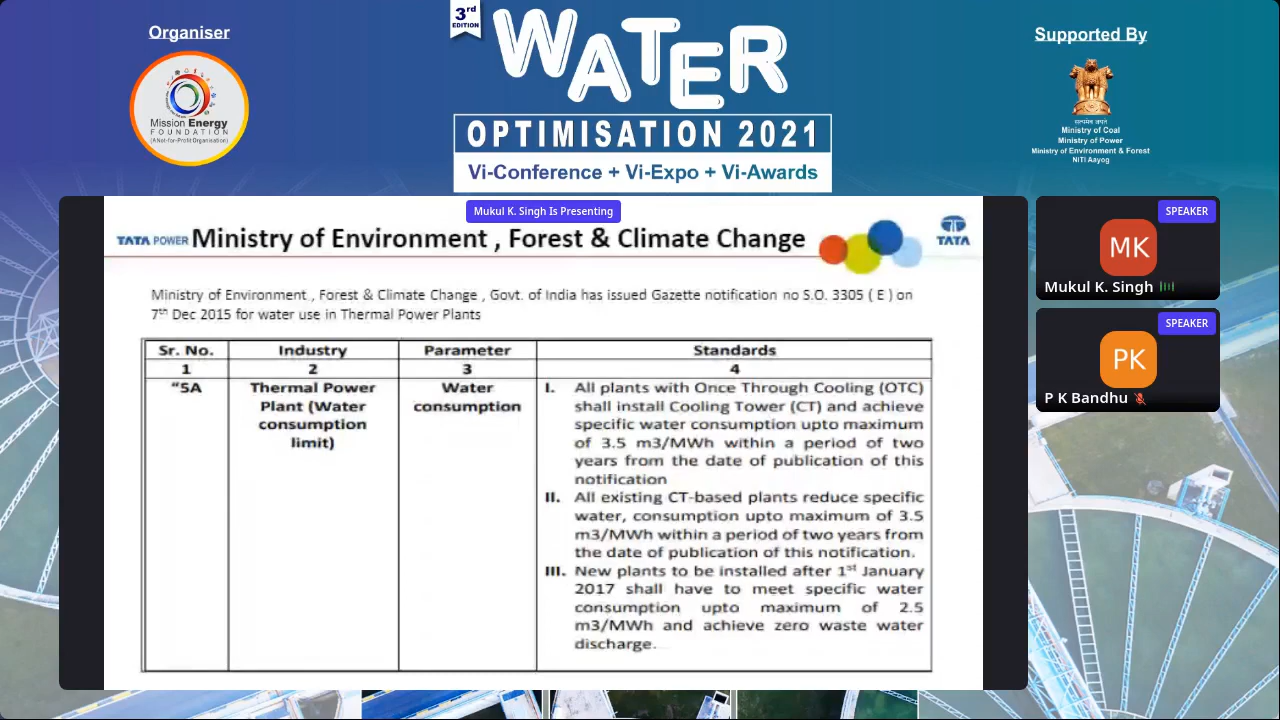 Organiser
Mission Energy
FOUNDATION
(A Not-for-Profit Organisation)
3rd
EDITION
WATER
OPTIMISATION 2021
Vi-Conference + Vi-Expo + Vi-Awards
Supported By
सत्यमेव जयते
Ministry of Coal
Ministry of Power
Ministry of Environment & Forest
NITI Aayog
Mukul K. Singh Is Presenting
TATA POWER Ministry of Environment , Forest & Climate Change
TATA
Ministry of Environment , Forest & Climate Change , Govt. of India has issued Gazette notification no S.O. 3305 ( E ) on
7th Dec 2015 for water use in Thermal Power Plants
Sr. No. Industry Parameter Standards
1 2 3 4
"5A Thermal Power Plant (Water consumption limit) Water consumption
I. All plants with Once Through Cooling (OTC)
shall install Cooling Tower (CT) and achieve
specific water consumption upto maximum
of 3.5 m3/MWh within a period of two
years from the date of publication of this
notification
II. All existing CT-based plants reduce specific
water, consumption upto maximum of 3.5
m3/MWh within a period of two years from
the date of publication of this notification.
III. New plants to be installed after 1st January
2017 shall have to meet specific water
consumption upto maximum of 2.5
m3/MWh and achieve zero waste water
discharge.
SPEAKER
MK
Mukul K. Singh
SPEAKER
PK
P K Bandhu